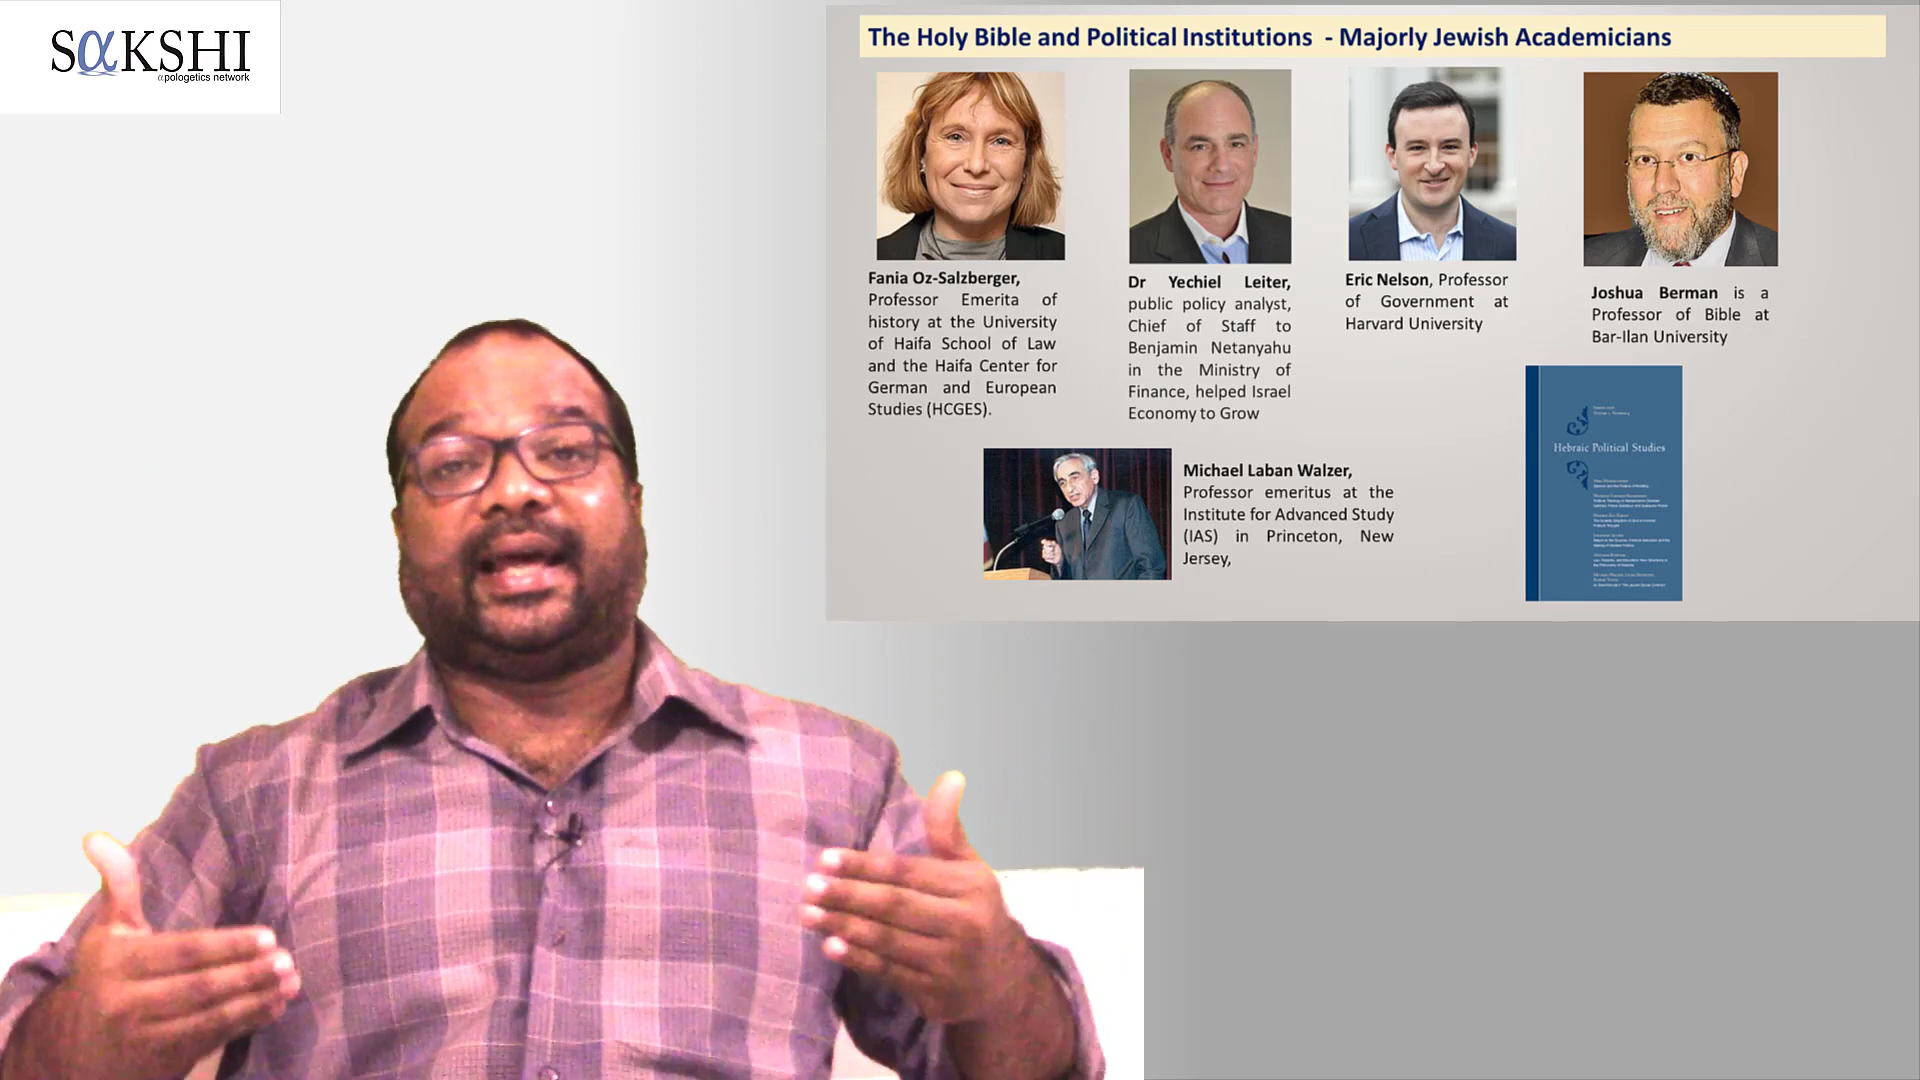 SαKSHI
αpologetics network
The Holy Bible and Political Institutions - Majorly Jewish Academicians
Fania Oz-Salzberger,
Professor Emerita of
history at the University
of Haifa School of Law
and the Haifa Center for
German and European
Studies (HCGES).
Dr Yechiel Leiter,
public policy analyst,
Chief of Staff to
Benjamin Netanyahu
in the Ministry of
Finance, helped Israel
Economy to Grow
Eric Nelson, Professor
of Government at
Harvard University
Joshua Berman is a
Professor of Bible at
Bar-Ilan University
Michael Laban Walzer,
Professor emeritus at the
Institute for Advanced Study
(IAS) in Princeton, New
Jersey,
Hebraic Political Studies